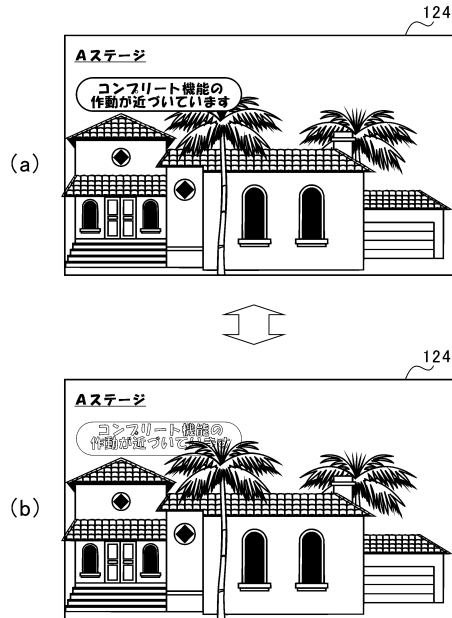 124
Aステージ
コンプリート機能の
作動が近づいています
(a)
124
Aステージ
コンプリート機能の
作動が近づいています
(b)